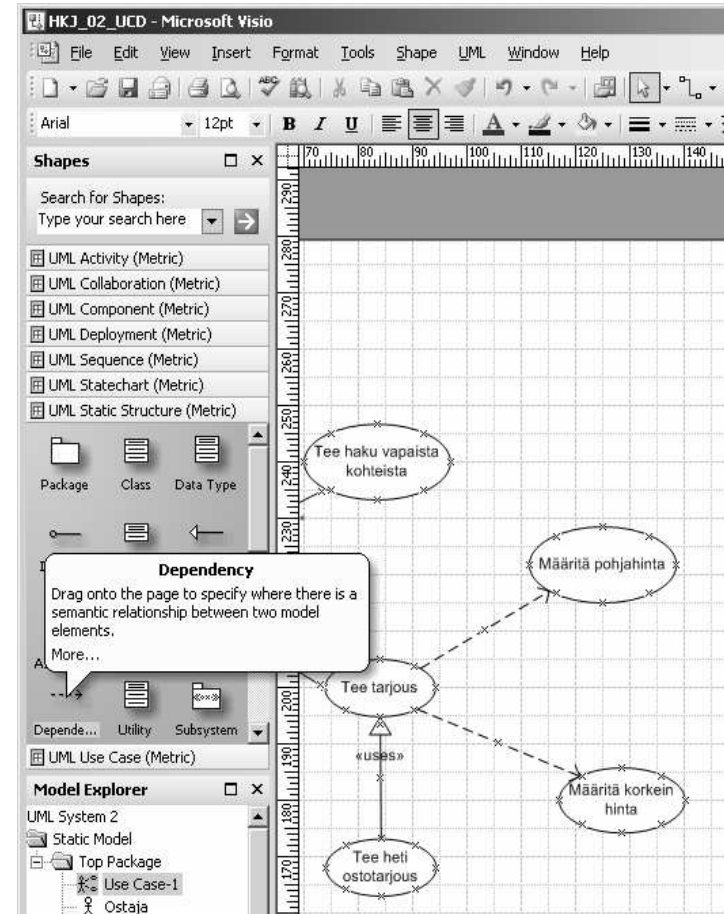 HKJ_02_UCD - Microsoft Visio
File Edit View Insert Format Tools Shape UML Window Help
ABC
Arial 12pt B I U A
Shapes
70 80 90 100 110 120 130 140
Search for Shapes:
Type your search here
290
UML Activity (Metric)
280
UML Collaboration (Metric)
UML Component (Metric)
270
UML Deployment (Metric)
UML Sequence (Metric)
260
UML Statechart (Metric)
UML Static Structure (Metric)
250
Tee haku vapaista
kohteista
240
Package Class Data Type
230
Määritä pohjahinta
Dependency
Drag onto the page to specify where there is a
semantic relationship between two model
elements.
More...
Tee tarjous
200
Depende... Utility Subsystem
«uses»
190
UML Use Case (Metric)
Model Explorer
Määritä korkein
hinta
180
UML System 2
Static Model
Top Package
Tee heti
ostotarjous
170
Use Case-1
Ostaja